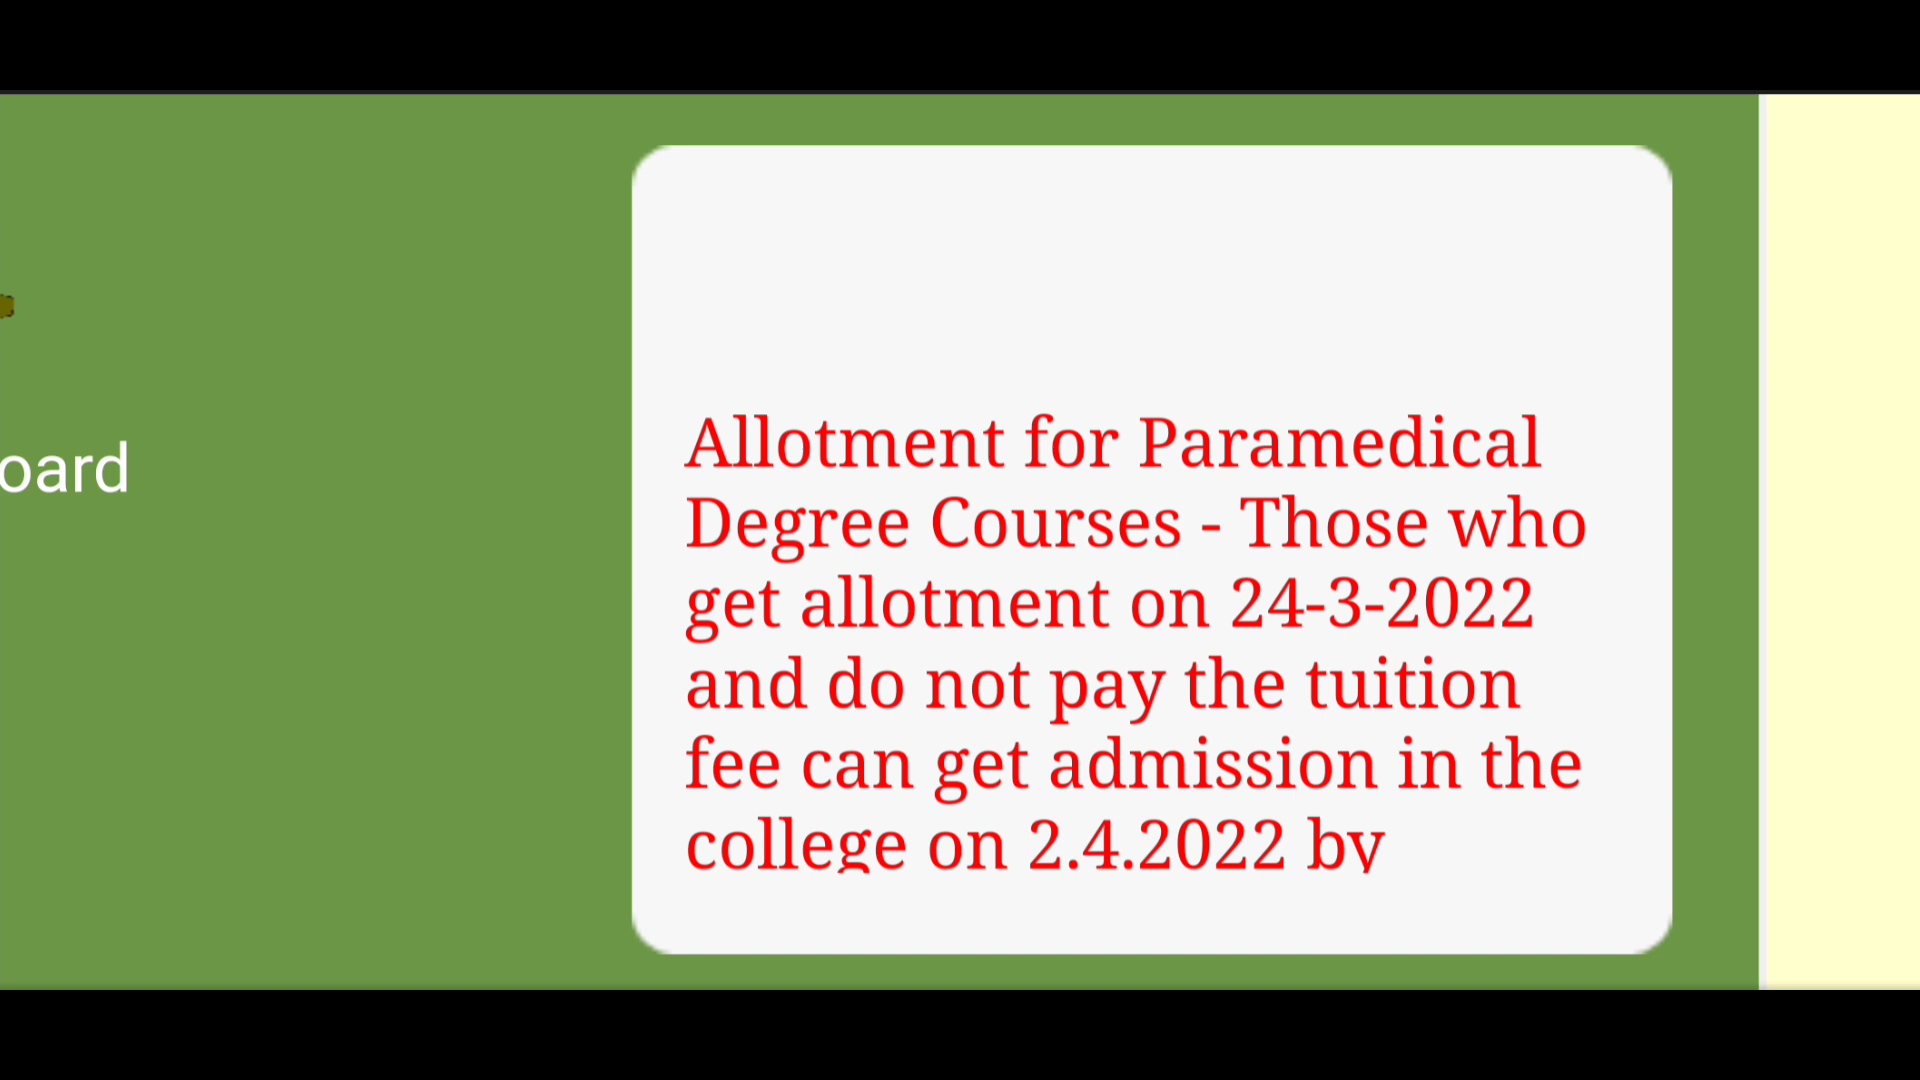 oard
Allotment for Paramedical
Degree Courses - Those who
get allotment on 24-3-2022
and do not pay the tuition
fee can get admission in the
college on 2.4.2022 by